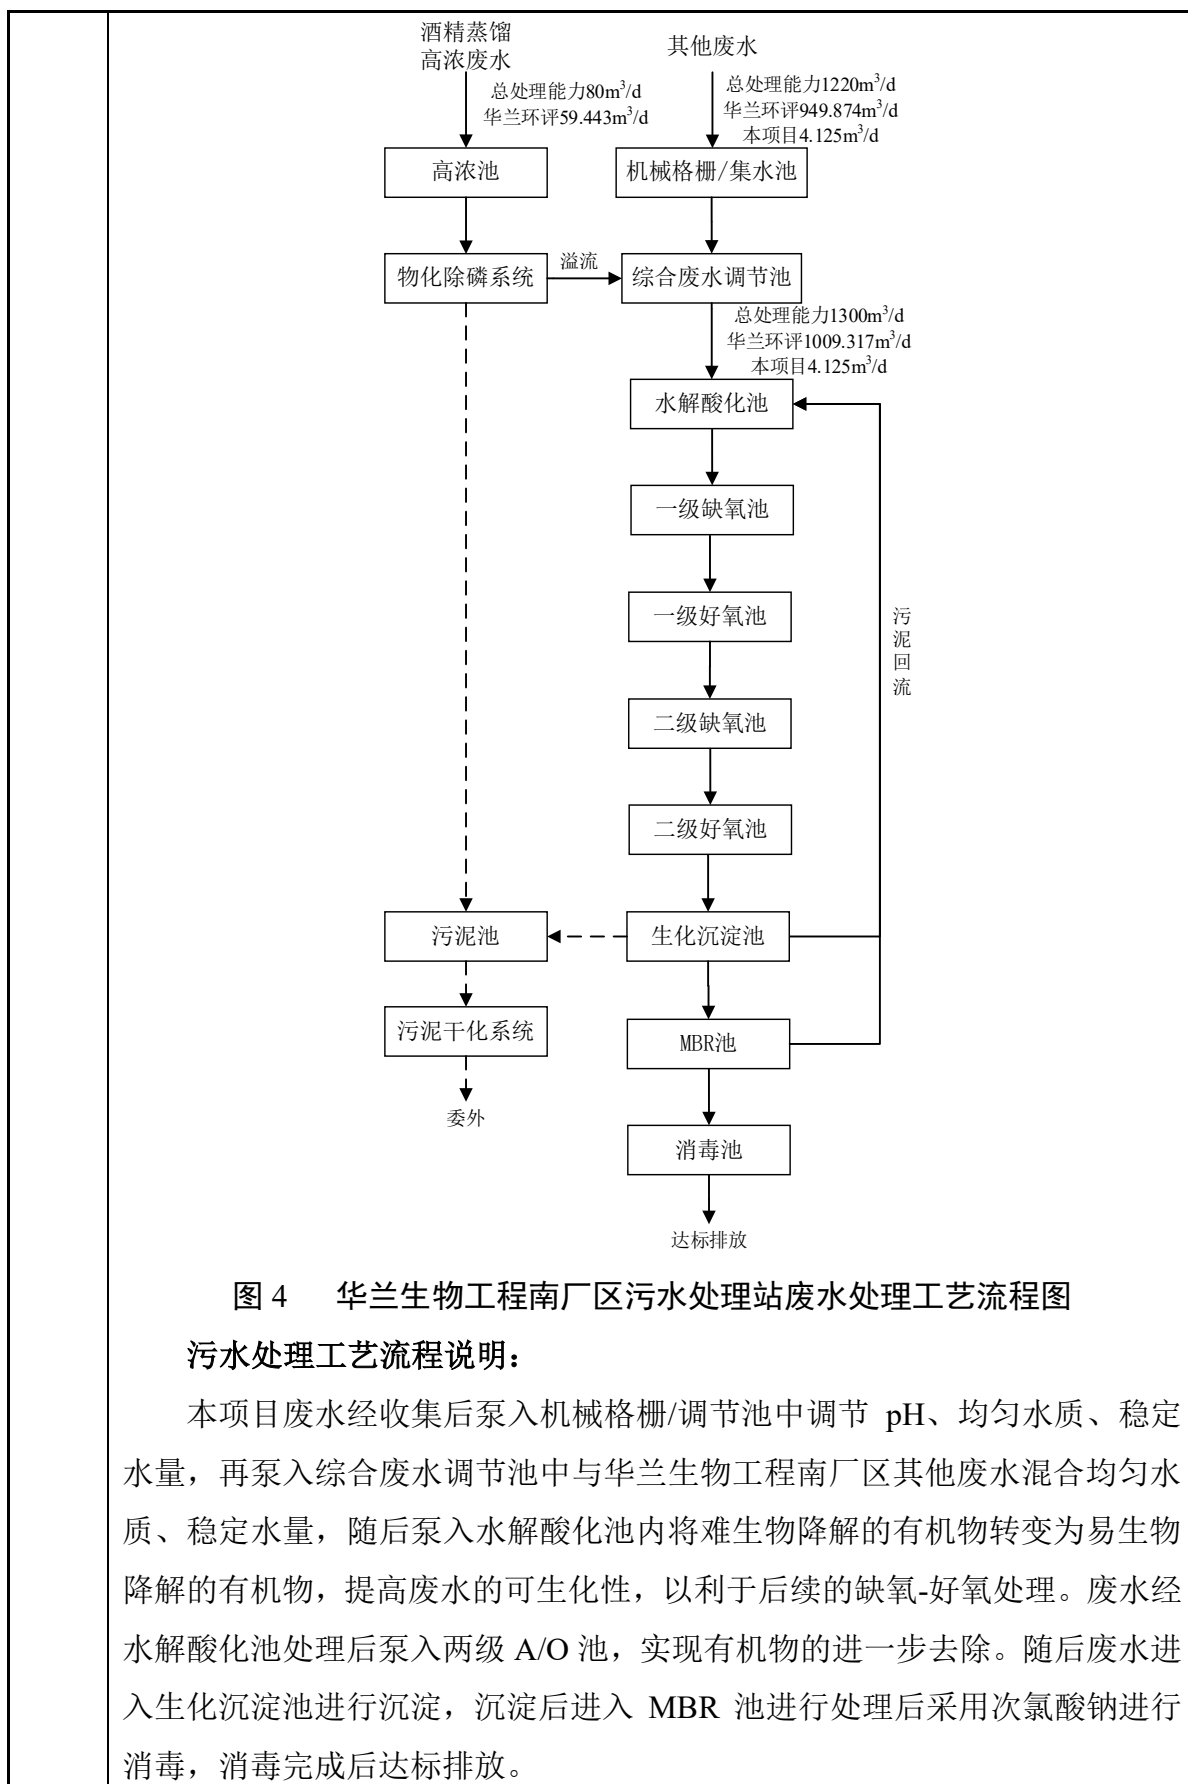 酒精蒸馏
高浓废水
其他废水
总处理能力80m³/d
华兰环评59.443m³/d
总处理能力1220m³/d
华兰环评949.874m³/d
本项目4.125m³/d
高浓池
机械格栅/集水池
物化除磷系统
溢流
综合废水调节池
总处理能力1300m³/d
华兰环评1009.317m³/d
本项目4.125m³/d
水解酸化池
一级缺氧池
一级好氧池
污泥回流
二级缺氧池
二级好氧池
污泥池
生化沉淀池
污泥干化系统
MBR池
委外
消毒池
达标排放
图 4 华兰生物工程南厂区污水处理站废水处理工艺流程图
污水处理工艺流程说明：
本项目废水经收集后泵入机械格栅/调节池中调节 pH、均匀水质、稳定
水量，再泵入综合废水调节池中与华兰生物工程南厂区其他废水混合均匀水
质、稳定水量，随后泵入水解酸化池内将难生物降解的有机物转变为易生物
降解的有机物，提高废水的可生化性，以利于后续的缺氧-好氧处理。废水经
水解酸化池处理后泵入两级 A/O 池，实现有机物的进一步去除。随后废水进
入生化沉淀池进行沉淀，沉淀后进入 MBR 池进行处理后采用次氯酸钠进行
消毒，消毒完成后达标排放。